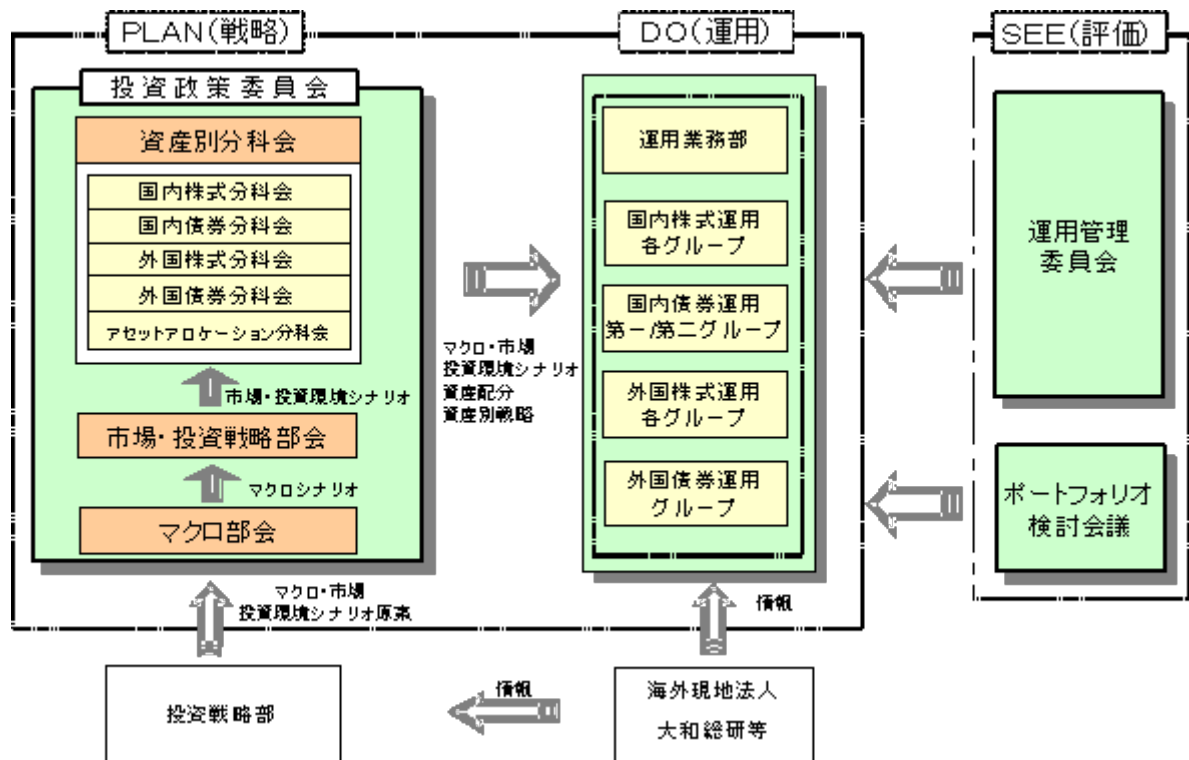 PLAN(戦略)
投資政策委員会
資産別分科会
国内株式分科会
国内債券分科会
外国株式分科会
外国債券分科会
アセットアロケーション分科会
市場・投資環境シナリオ
市場・投資戦略部会
マクロシナリオ
マクロ部会
マクロ・市場
投資環境シナリオ原案
マクロ・市場
投資環境シナリオ
資産配分
資産別戦略
DO(運用)
運用業務部
国内株式運用
各グループ
国内債券運用
第一/第二グループ
外国株式運用
各グループ
外国債券運用
グループ
情報
SEE(評価)
運用管理
委員会
ポートフォリオ
検討会議
投資戦略部
情報
海外現地法人
大和総研等